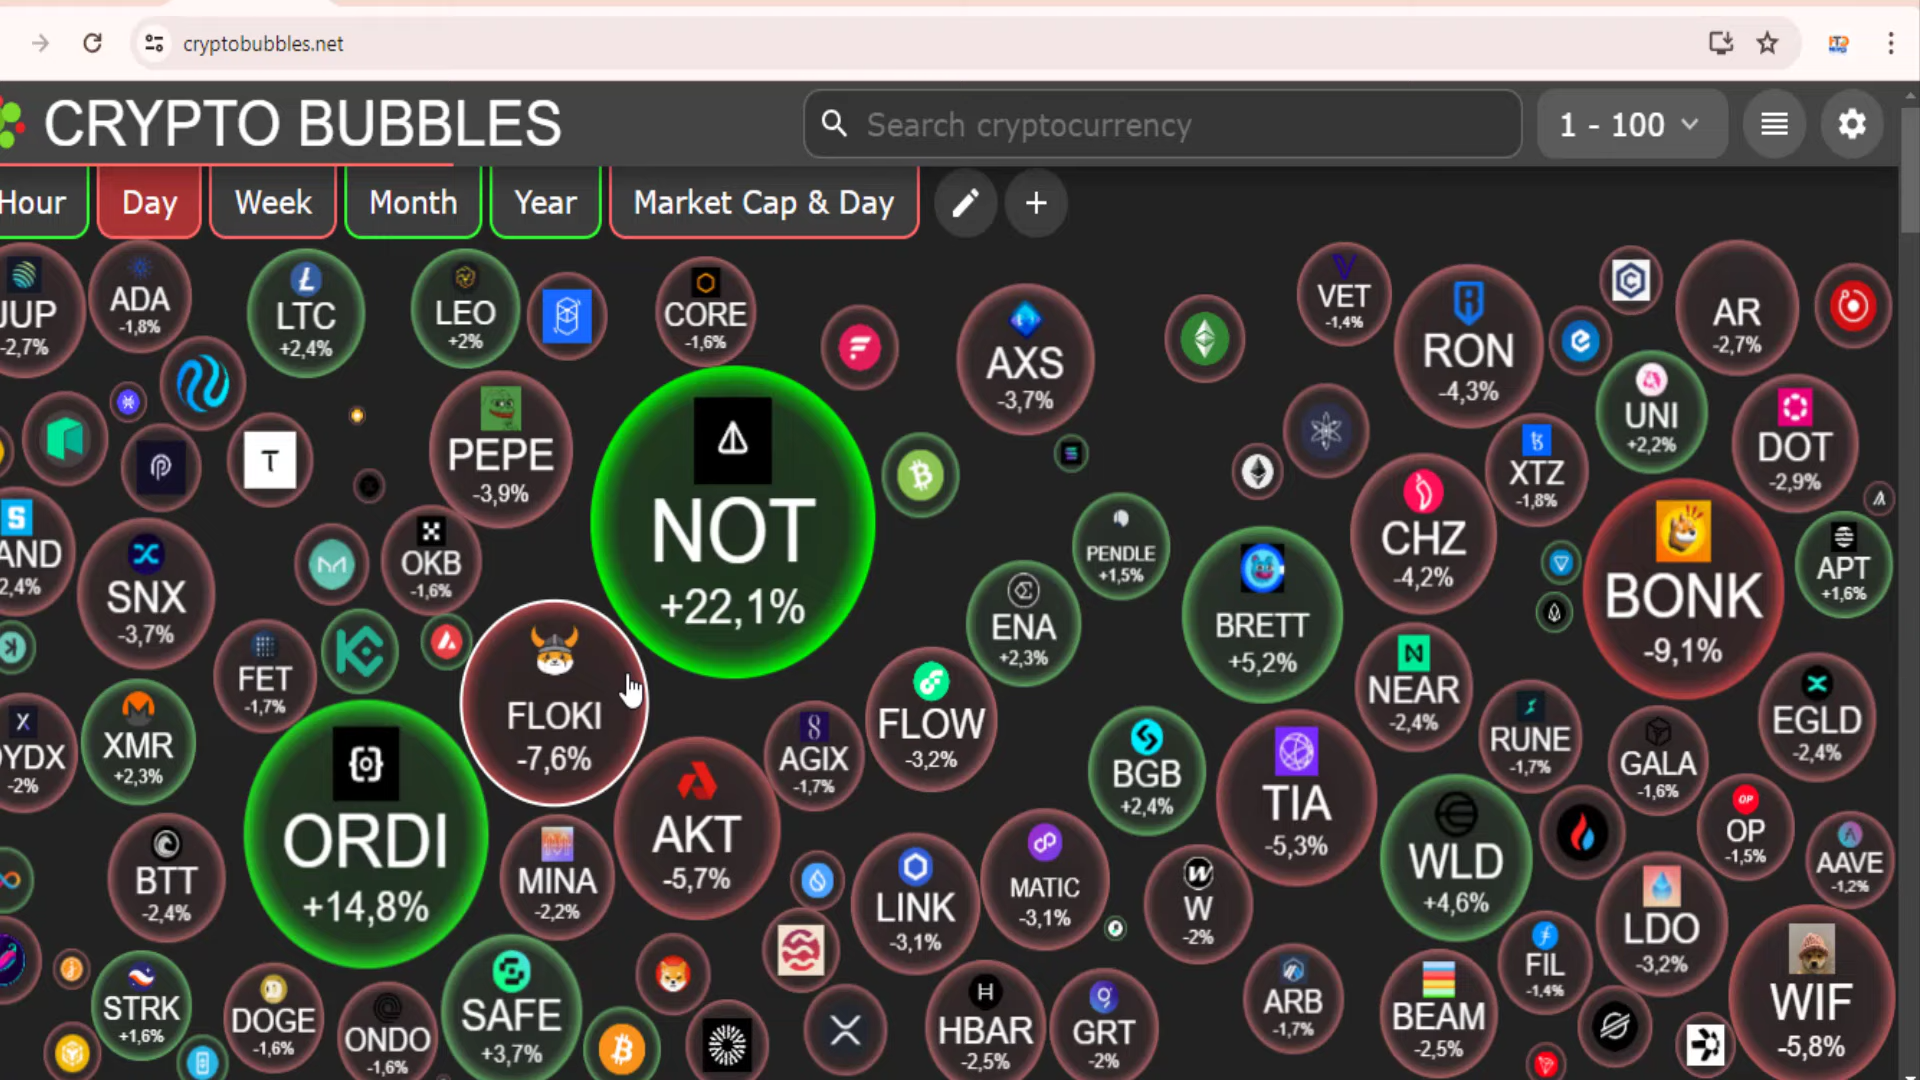 cryptobubbles.net
CRYPTO BUBBLES
Search cryptocurrency
1 - 100
Hour
Day
Week
Month
Year
Market Cap & Day
JUP
-2,7%
ADA
-1,8%
LTC
+2,4%
LEO
+2%
CORE
-1,6%
AXS
-3,7%
VET
-1,4%
RON
-4,3%
AR
-2,7%
UNI
+2,2%
DOT
-2,9%
PEPE
-3,9%
NOT
+22,1%
XTZ
-1,8%
CHZ
-4,2%
BONK
-9,1%
APT
+1,6%
AND
2,4%
SNX
-3,7%
OKB
-1,6%
PENDLE
+1,5%
ENA
+2,3%
BRETT
+5,2%
FET
-1,7%
FLOKI
-7,6%
FLOW
-3,2%
NEAR
-2,4%
RUNE
-1,7%
GALA
-1,6%
EGLD
-2,4%
DYDX
-2%
XMR
+2,3%
AGIX
-1,7%
BGB
+2,4%
TIA
-5,3%
ORDI
+14,8%
AKT
-5,7%
WLD
+4,6%
OP
-1,5%
AAVE
-1,2%
BTT
-2,4%
MINA
-2,2%
LINK
-3,1%
MATIC
-3,1%
W
-2%
LDO
-3,2%
FIL
-1,4%
STRK
+1,6%
DOGE
-1,6%
ONDO
-1,6%
SAFE
+3,7%
HBAR
-2,5%
GRT
-2%
ARB
-1,7%
BEAM
-2,5%
WIF
-5,8%